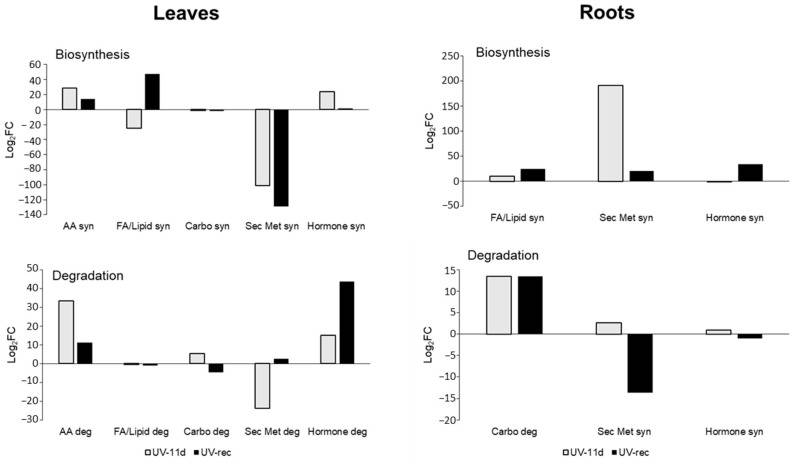 Leaves
Roots
Biosynthesis
Log2FC
60
40
20
0
−20
−40
−60
−80
−100
−120
−140
AA syn FA/Lipid syn Carbo syn Sec Met syn Hormone syn
Biosynthesis
Log2FC
250
200
150
100
50
0
−50
FA/Lipid syn Sec Met syn Hormone syn
Degradation
Log2FC
50
40
30
20
10
0
−10
−20
−30
AA deg FA/Lipid deg Carbo deg Sec Met deg Hormone deg
UV-11d UV-rec
Degradation
Log2FC
15
10
5
0
−5
−10
−15
−20
Carbo deg Sec Met syn Hormone syn
UV-11d UV-rec